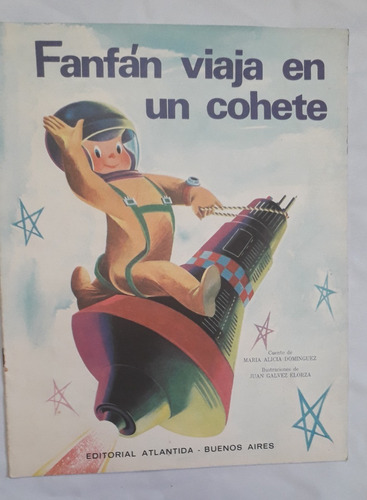 Fanfán viaja en
un cohete
Cuento de
MARIA ALICIA DOMINGUEZ
Ilustraciones de
JUAN GALVEZ ELORZA
EDITORIAL ATLANTIDA - BUENOS AIRES